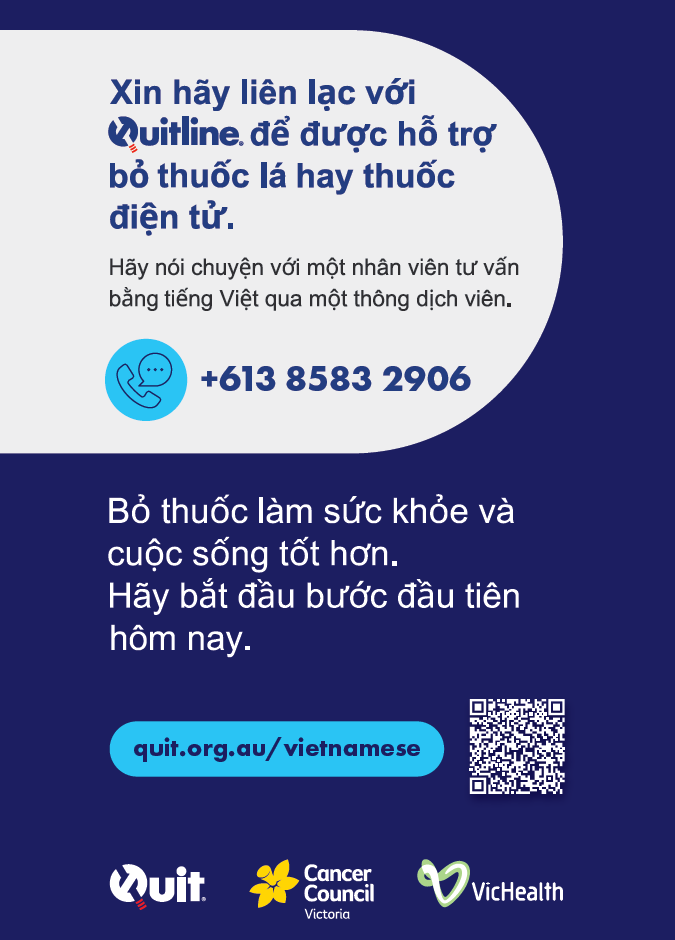 Xin hãy liên lạc với
Quitline® để được hỗ trợ
bỏ thuốc lá hay thuốc
điện tử.
Hãy nói chuyện với một nhân viên tư vấn
bằng tiếng Việt qua một thông dịch viên.
+613 8583 2906
Bỏ thuốc làm sức khỏe và
cuộc sống tốt hơn.
Hãy bắt đầu bước đầu tiên
hôm nay.
quit.org.au/vietnamese
Quit®
Cancer
Council
Victoria
VicHealth